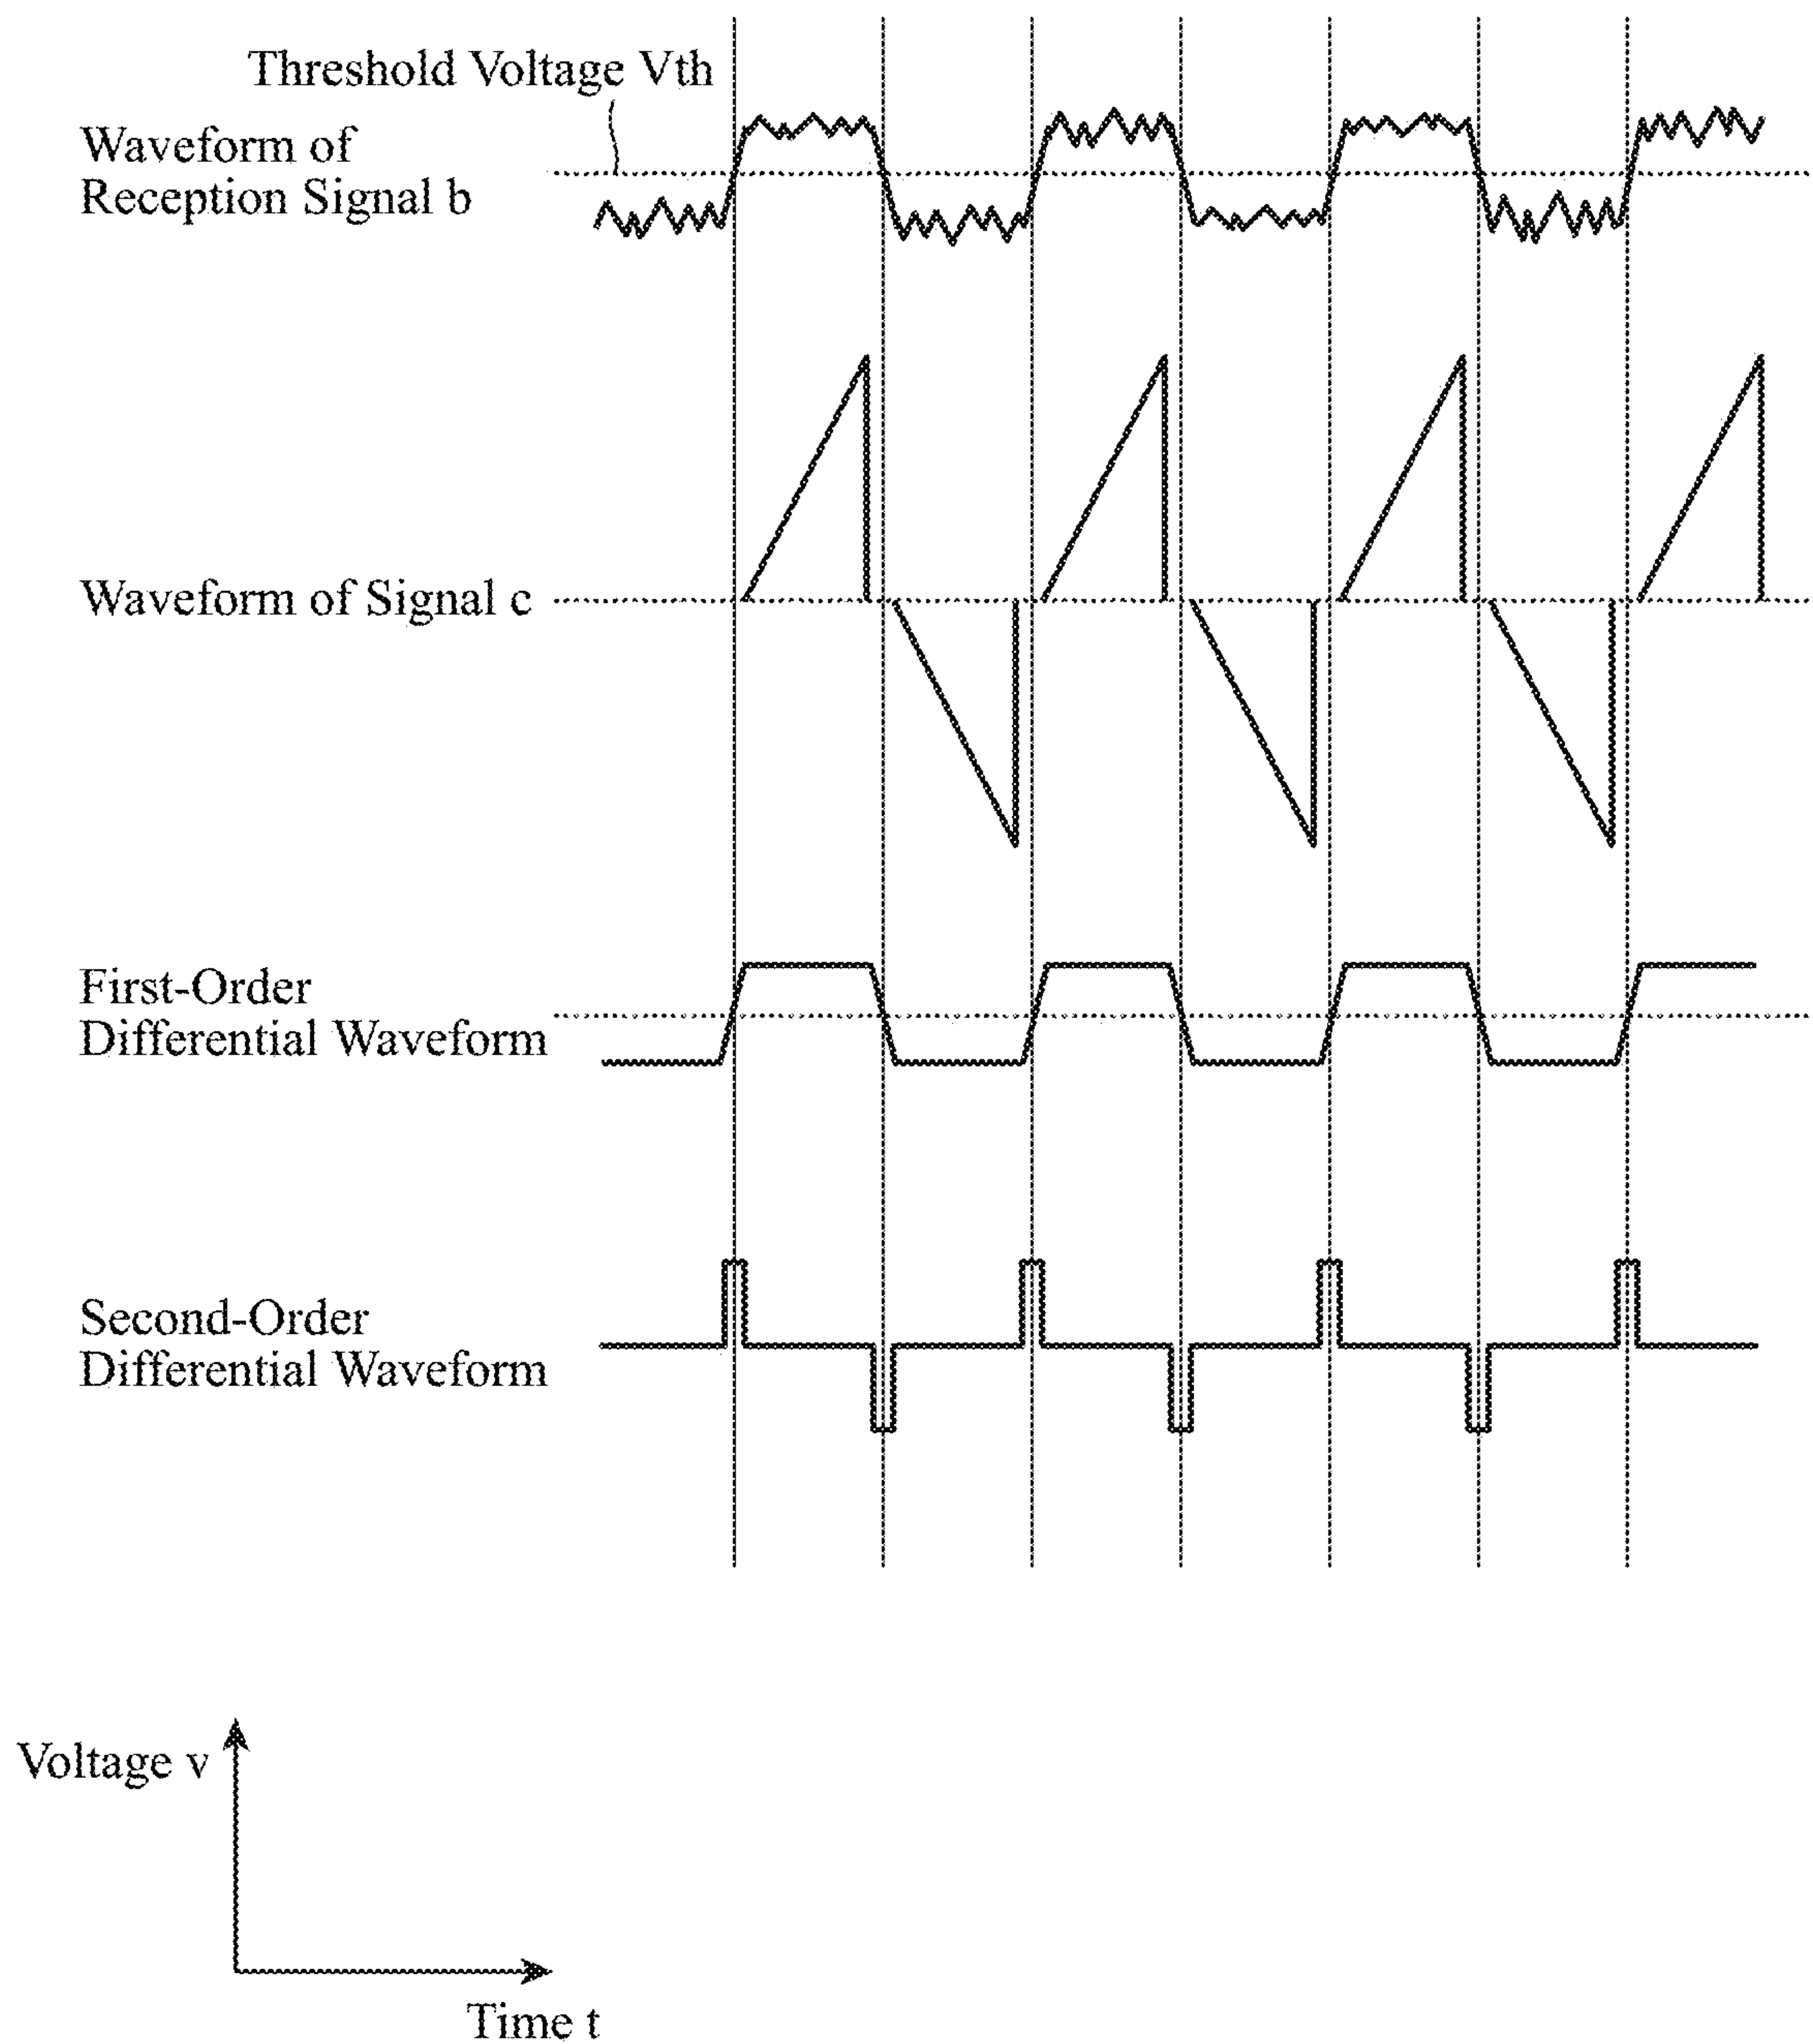 Threshold Voltage Vth
Waveform of
Reception Signal b
Waveform of Signal c
First-Order
Differential Waveform
Second-Order
Differential Waveform
Voltage v
Time t